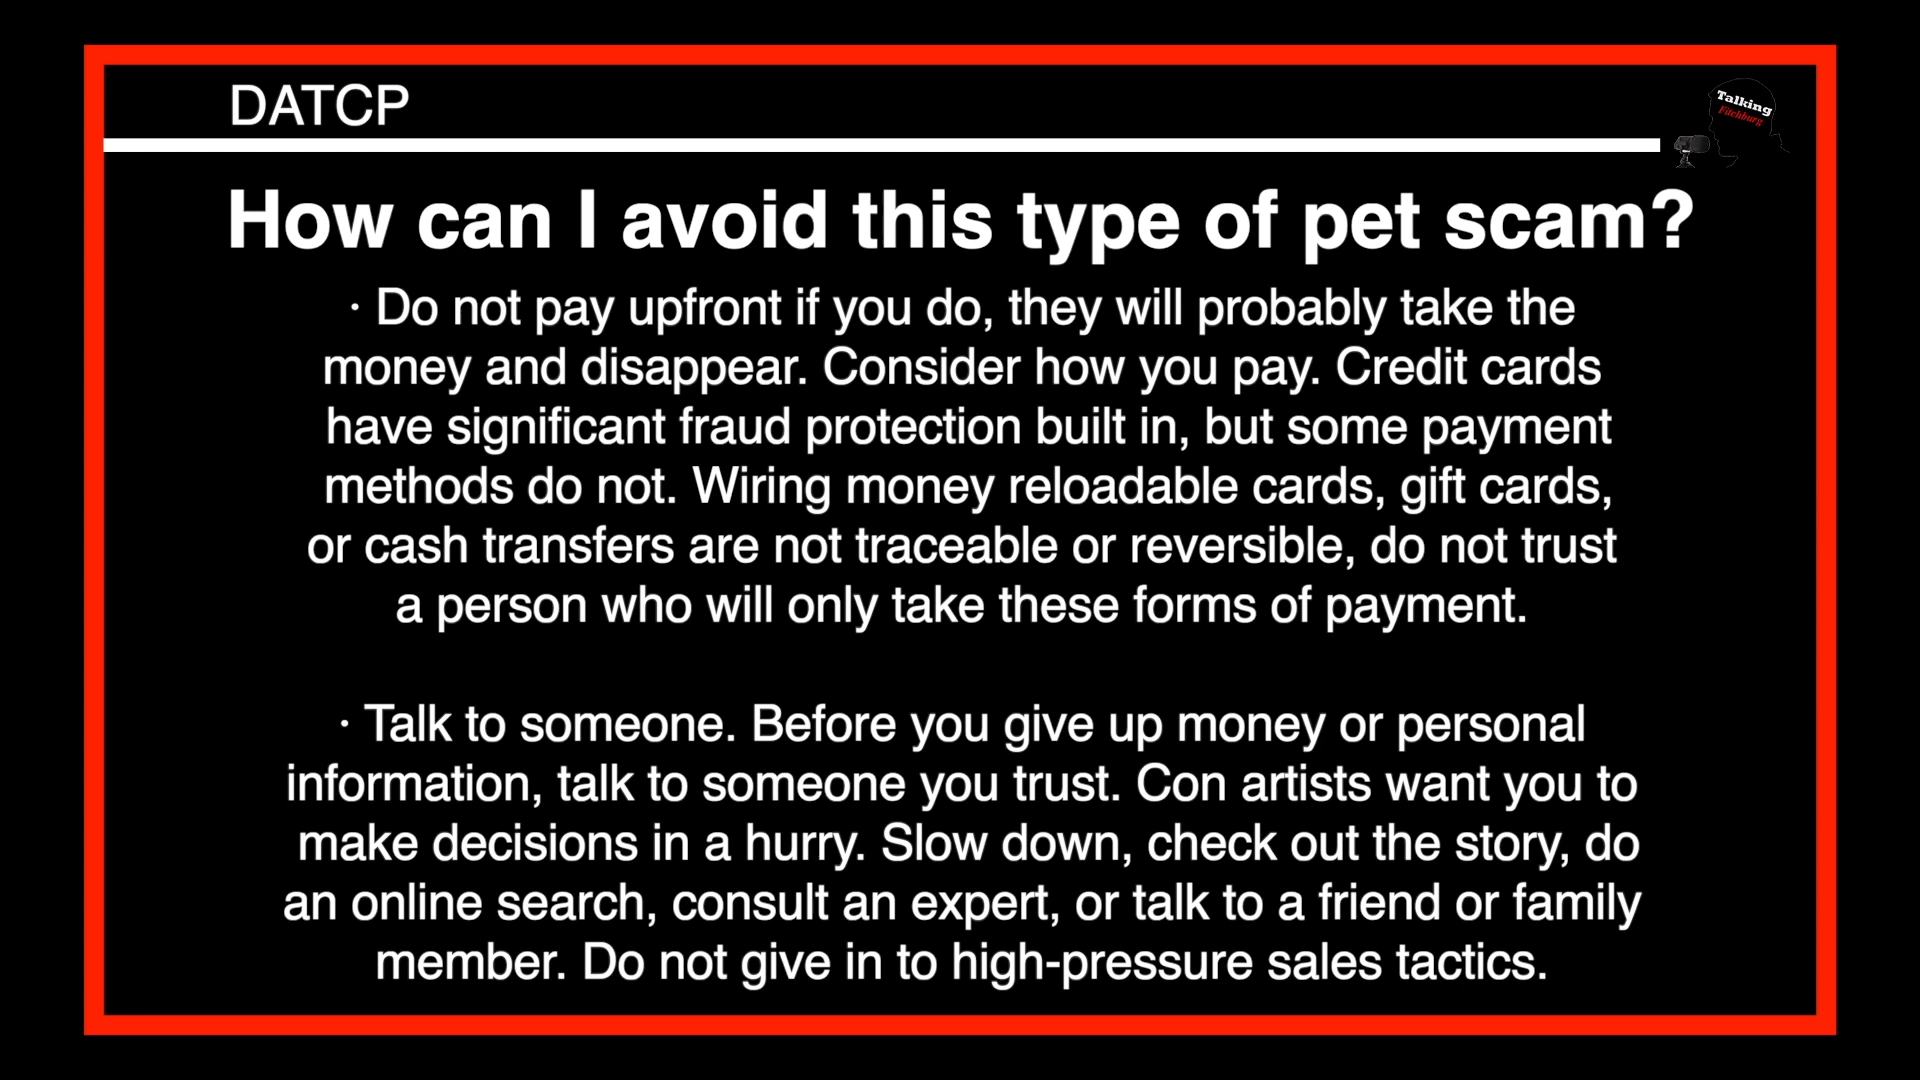 DATCP
Talking
Fitchburg
How can I avoid this type of pet scam?
· Do not pay upfront if you do, they will probably take the
money and disappear. Consider how you pay. Credit cards
have significant fraud protection built in, but some payment
methods do not. Wiring money reloadable cards, gift cards,
or cash transfers are not traceable or reversible, do not trust
a person who will only take these forms of payment.
· Talk to someone. Before you give up money or personal
information, talk to someone you trust. Con artists want you to
make decisions in a hurry. Slow down, check out the story, do
an online search, consult an expert, or talk to a friend or family
member. Do not give in to high-pressure sales tactics.